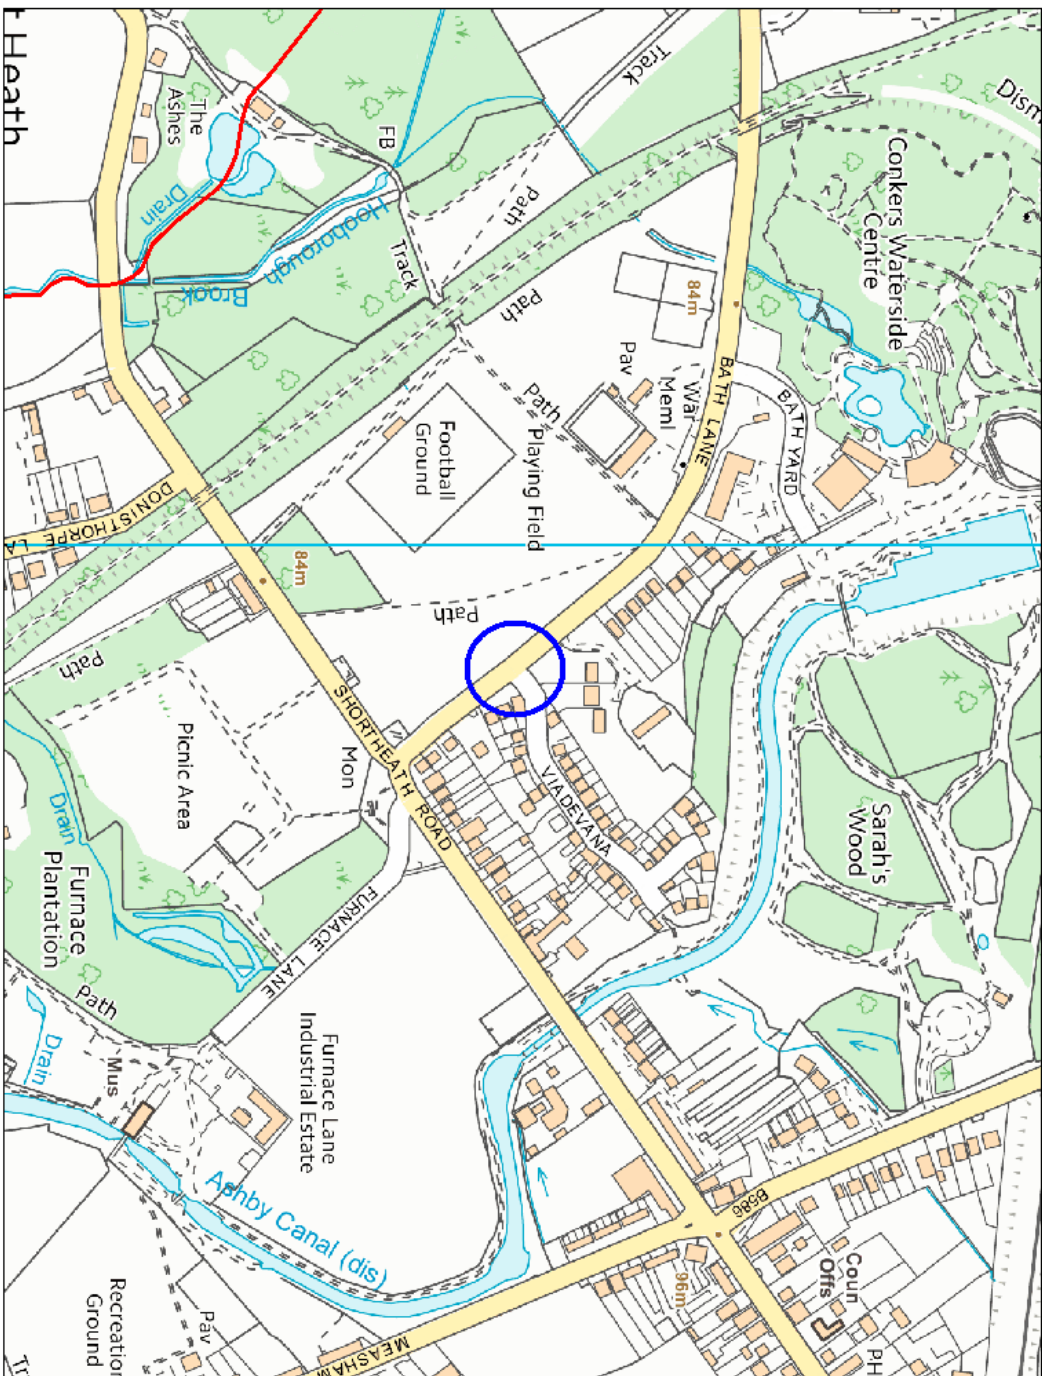 t Heath
The
Ashes
Drain
FB
Hooborough
Brook
Track
Path
Track
Path
Dism
Conkers Waterside
Centre
84m
BATH LANE
BATH YARD
War
Meml
Pav
Path
Playing Field
Football
Ground
DONISTHORPE LA
84m
Path
Path
SHORTHEATH ROAD
Mon
Picnic Area
Drain
Furnace
Plantation
FURNACE LANE
VIA DEVANA
Sarah's
Wood
Path
Drain
Mus
Furnace Lane
Industrial Estate
Ashby Canal (dis)
B586
96m
Coun
Offs
PH
MEASHAM
Pav
Recreation
Ground
Tr